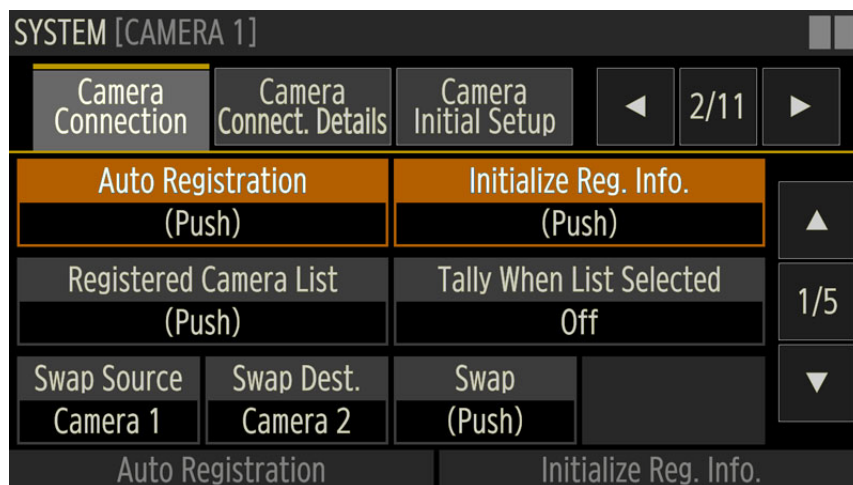 SYSTEM [CAMERA 1]
Camera Connection
Camera Connect. Details
Camera Initial Setup
◀ 2/11 ▶
Auto Registration
(Push)
Initialize Reg. Info.
(Push)
▲
Registered Camera List
(Push)
Tally When List Selected
Off
1/5
Swap Source
Camera 1
Swap Dest.
Camera 2
Swap
(Push)
▼
Auto Registration
Initialize Reg. Info.